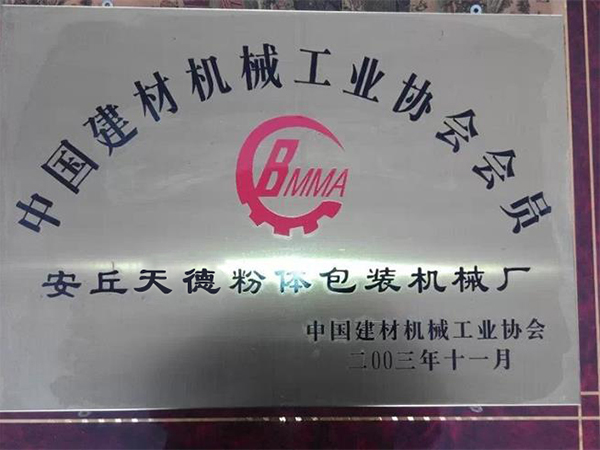 中国建材机械工业协会会员
CBMMA
安丘天德粉体包装机械厂
中国建材机械工业协会
二00三年十一月